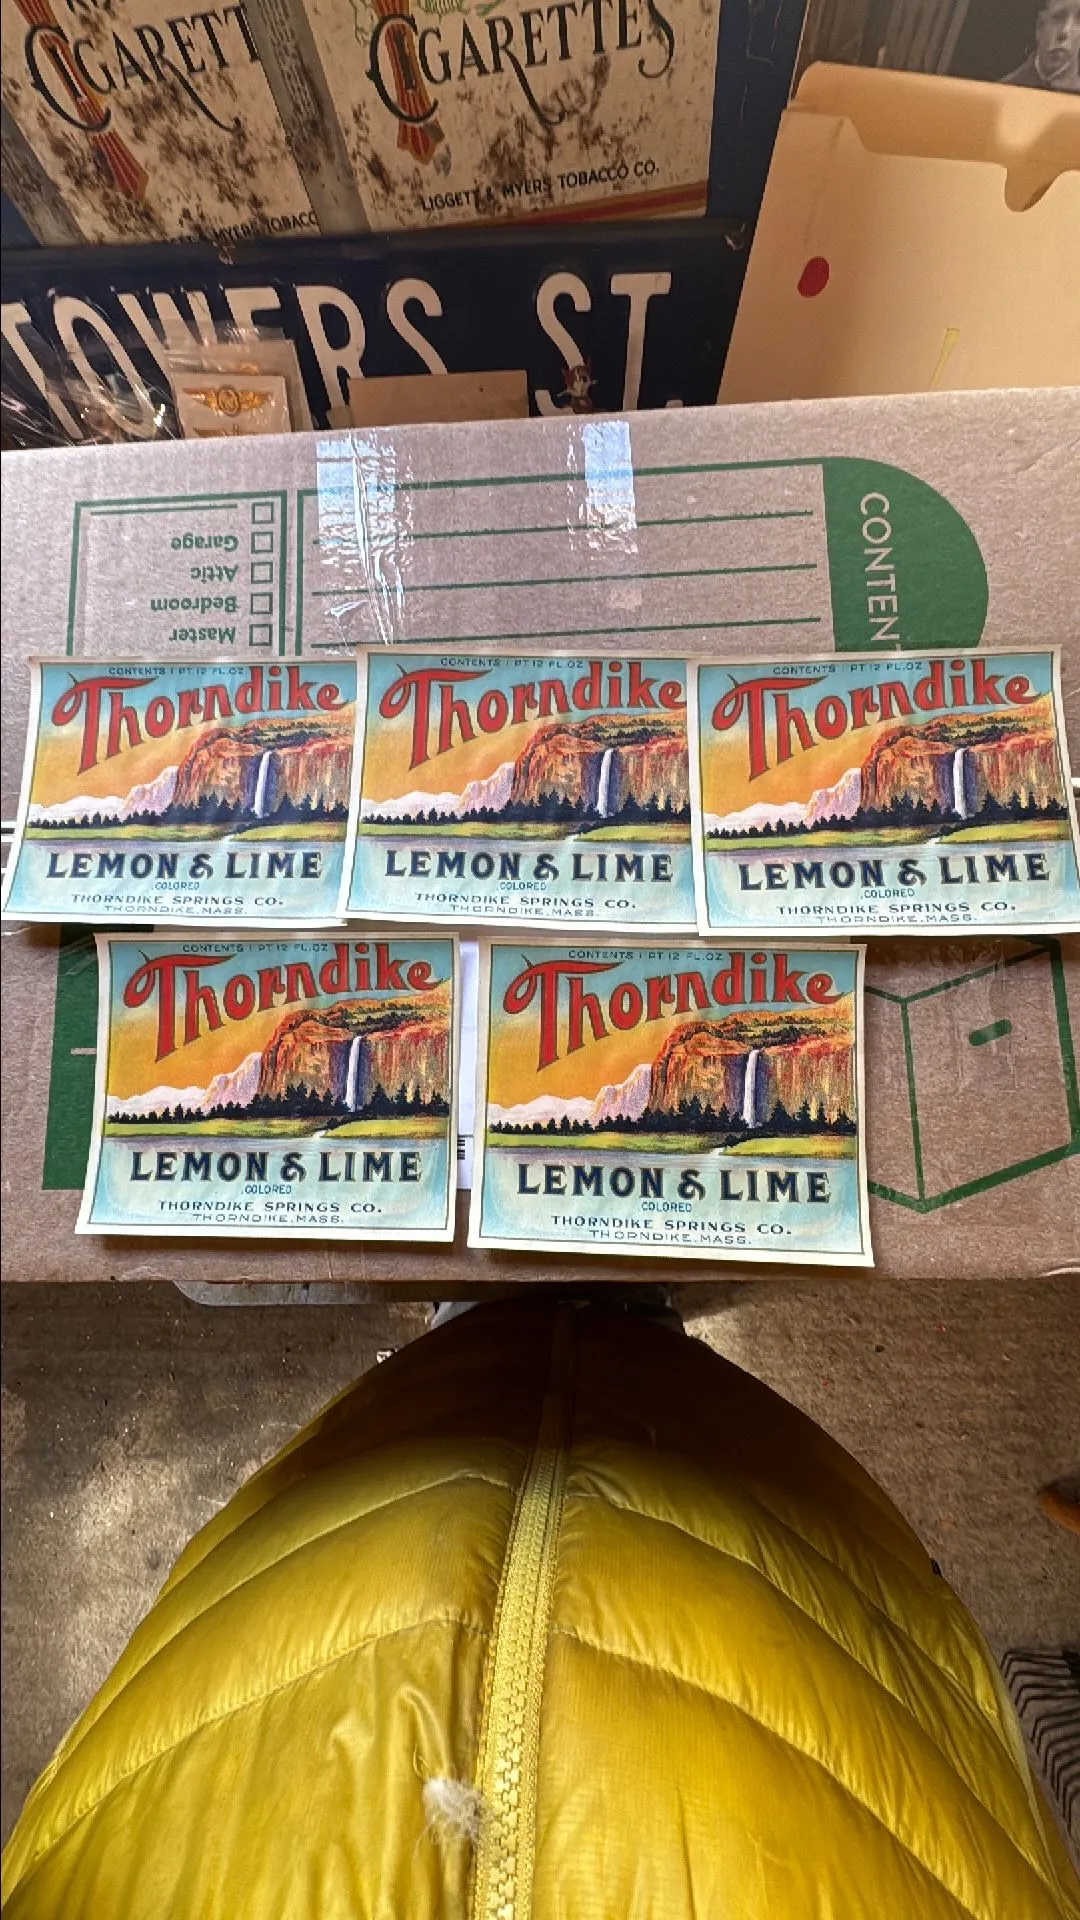 CIGARETT
CIGARETTES
MYERS TOBACC
LIGGETT & MYERS TOBACCO CO.
TOWERS ST.
Garage
Attic
Bedroom
Master
CONTENT
CONTENTS 1 PT 12 FL.OZ
Thorndike
LEMON & LIME
COLORED
THORNDIKE SPRINGS CO.
THORNDIKE, MASS.
CONTENTS 1 PT 12 FL.OZ
Thorndike
LEMON & LIME
COLORED
THORNDIKE SPRINGS CO.
THORNDIKE, MASS.
CONTENTS 1 PT 12 FL.OZ
Thorndike
LEMON & LIME
COLORED
THORNDIKE SPRINGS CO.
THORNDIKE, MASS.
CONTENTS 1 PT 12 FL.OZ
Thorndike
LEMON & LIME
COLORED
THORNDIKE SPRINGS CO.
THORNDIKE, MASS.
CONTENTS 1 PT 12 FL.OZ
Thorndike
LEMON & LIME
COLORED
THORNDIKE SPRINGS CO.
THORNDIKE, MASS.